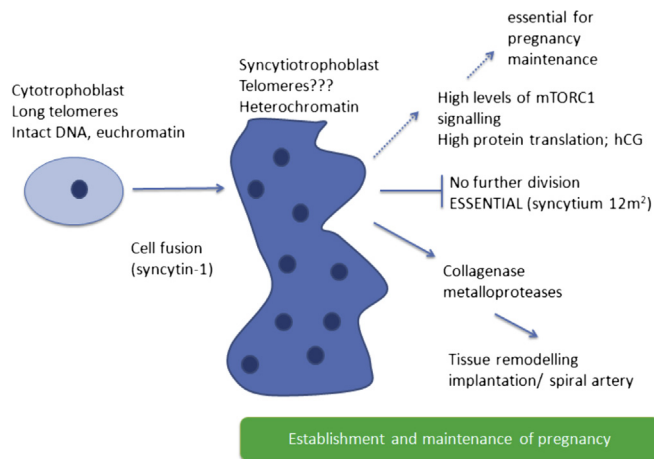 Cytotrophoblast
Long telomeres
Intact DNA, euchromatin
Cell fusion
(syncytin-1)
Syncytiotrophoblast
Telomeres???
Heterochromatin
essential for
pregnancy
maintenance
High levels of mTORC1
signalling
High protein translation; hCG
No further division
ESSENTIAL (syncytium 12m²)
Collagenase
metalloproteases
Tissue remodelling
implantation/ spiral artery
Establishment and maintenance of pregnancy